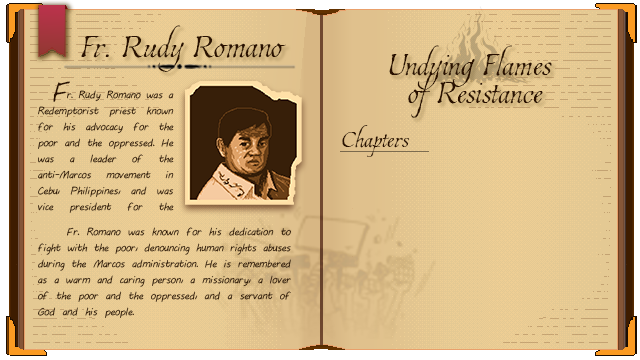 Fr. Rudy Romano
Fr. Rudy Romano was a
Redemptorist priest known
for his advocacy for the
poor and the oppressed. He
was a leader of the
anti-Marcos movement in
Cebu, Philippines, and was
vice president for the
Fr. Romano was known for his dedication to
fight with the poor, denouncing human rights abuses
during the Marcos administration. He is remembered
as a warm and caring person, a missionary, a lover
of the poor and the oppressed, and a servant of
God and his people.
Undying Flames
of Resistance
Chapters